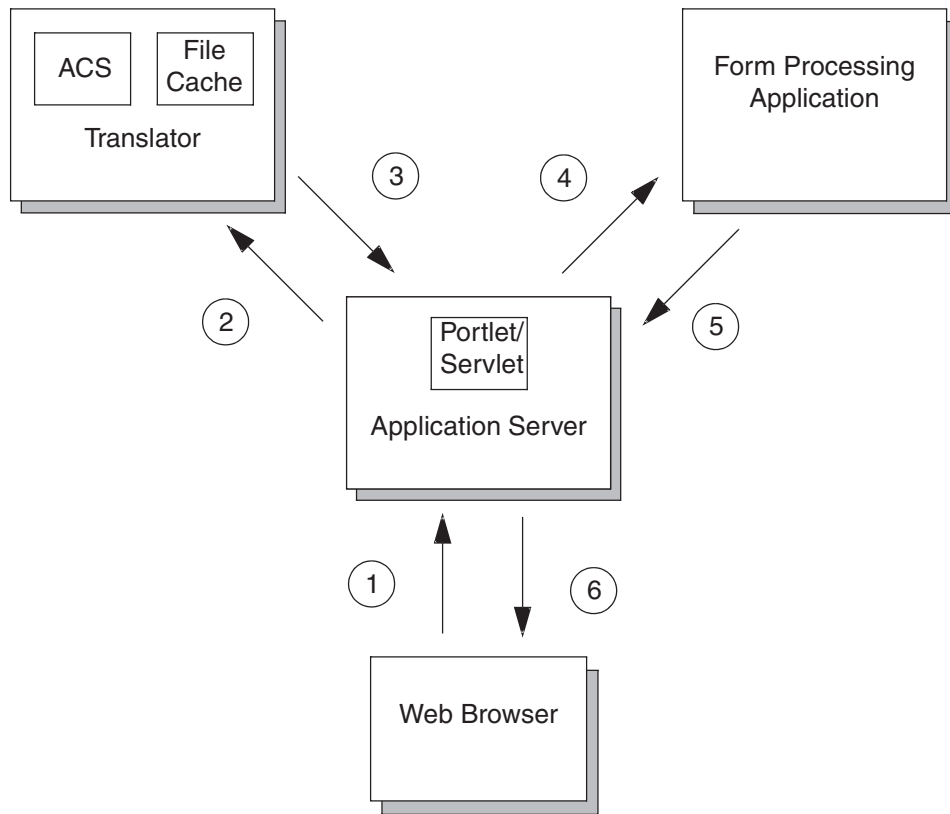 ACS
File
Cache
Translator
Form Processing
Application
3
4
2
5
Portlet/
Servlet
Application Server
1
6
Web Browser